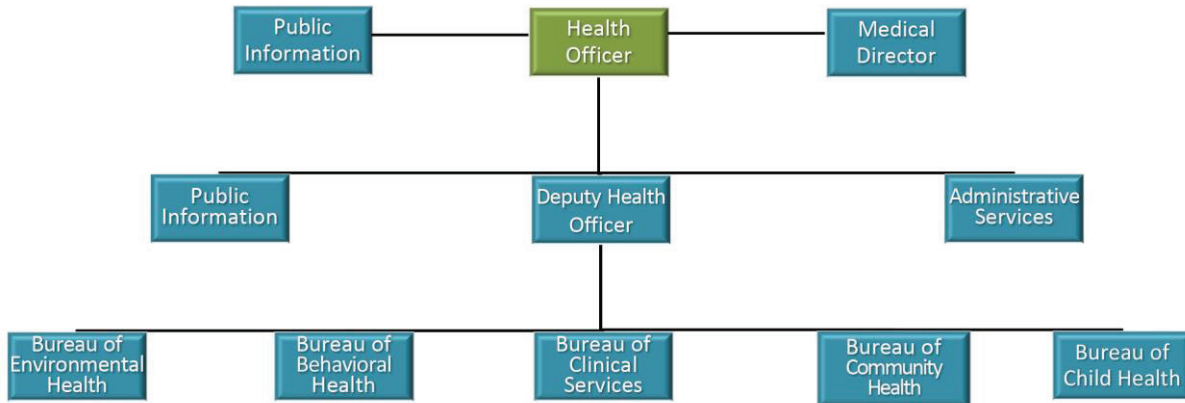 Public
Information
Health
Officer
Medical
Director
Public
Information
Deputy Health
Officer
Administrative
Services
Bureau of
Environmental
Health
Bureau of
Behavioral
Health
Bureau of
Clinical
Services
Bureau of
Community
Health
Bureau of
Child Health